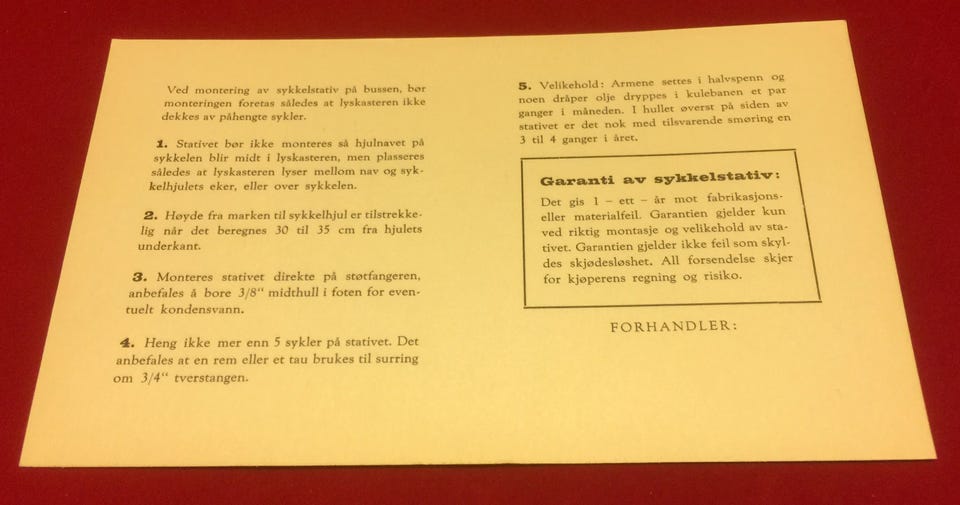 Ved montering av sykkelstativ på bussen, bør
monteringen foretas således at lyskasteren ikke
dekkes av påhengte sykler.
1. Stativet bør ikke monteres så hjulnavet på
sykkelen blir midt i lyskasteren, men plasseres
således at lyskasteren lyser mellom nav og syk-
kelhjulets eker, eller over sykkelen.
2. Høyde fra marken til sykkelhjul er tilstrekke-
lig når det beregnes 30 til 35 cm fra hjulets
underkant.
3. Monteres stativet direkte på støtfangeren,
anbefales å bore 3/8" midthull i foten for even-
tuelt kondensvann.
4. Heng ikke mer enn 5 sykler på stativet. Det
anbefales at en rem eller et tau brukes til surring
om 3/4" tverstangen.
5. Velikehold: Armene settes i halvspenn og
noen dråper olje dryppes i kulebanen et par
ganger i måneden. I hullet øverst på siden av
stativet er det nok med tilsvarende smøring en
3 til 4 ganger i året.
Garanti av sykkelstativ:
Det gis 1 - ett - år mot fabrikasjons-
eller materialfeil. Garantien gjelder kun
ved riktig montasje og velikehold av sta-
tivet. Garantien gjelder ikke feil som skyl-
des skjødesløshet. All forsendelse skjer
for kjøperens regning og risiko.
FORHANDLER: